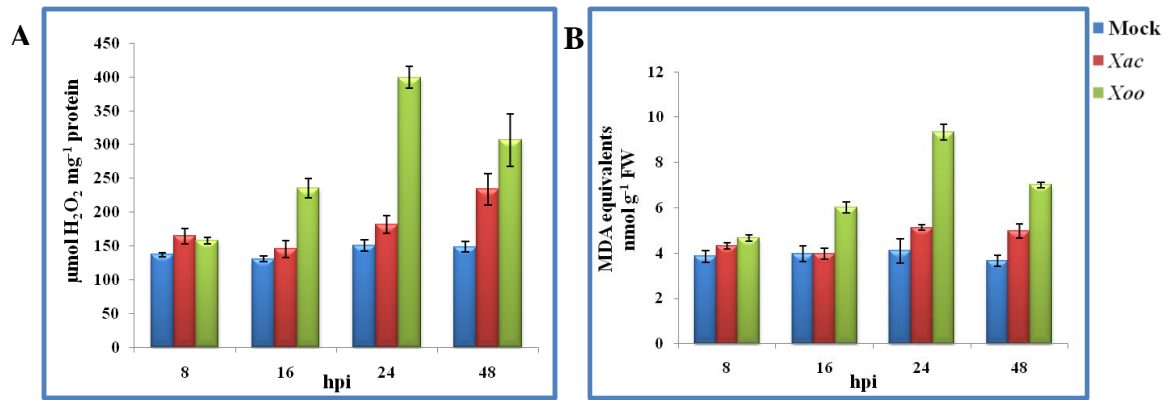 A
450
400
350
300
250
200
150
100
50
0
μmol H₂O₂ mg⁻¹ protein
8 16 24 48
hpi
B
12
10
8
6
4
2
0
MDA equivalents
nmol g⁻¹ FW
8 16 24 48
hpi
Mock
Xac
Xoo